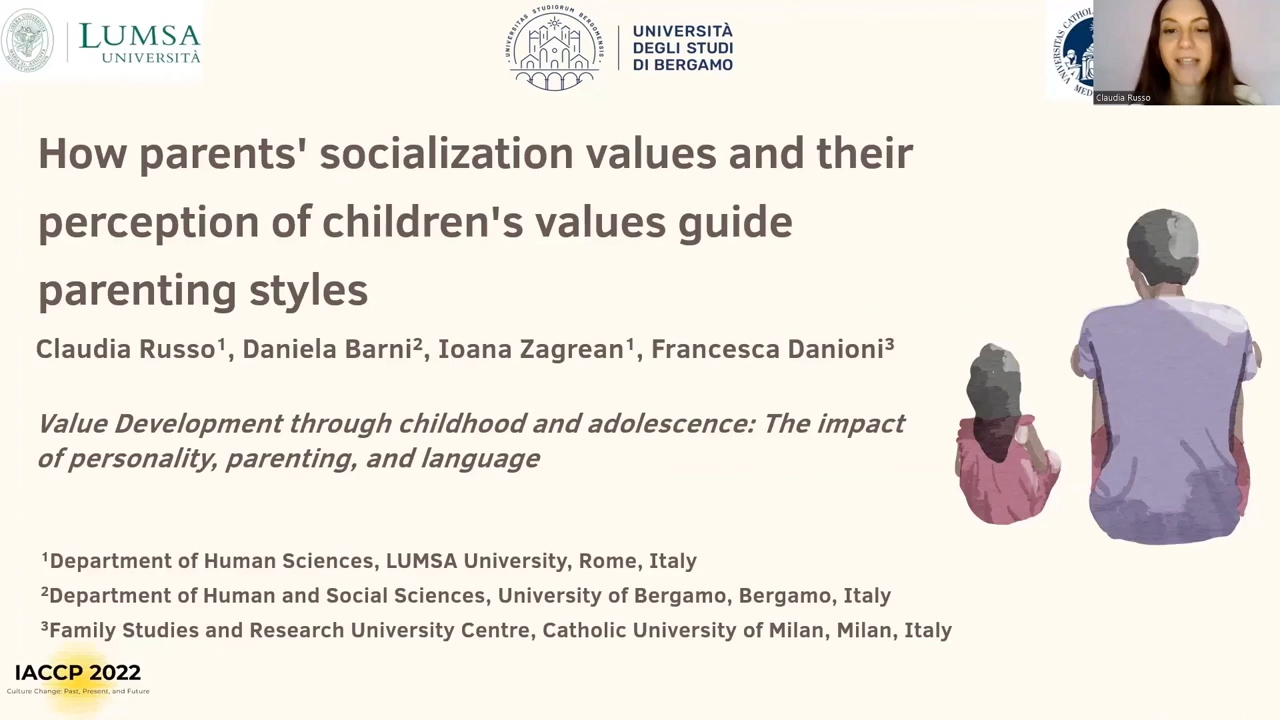 LUMSA
UNIVERSITÀ
UNIVERSITAS STUDIORUM BERGOMENSIS
UNIVERSITÀ
DEGLI STUDI
DI BERGAMO
Claudia Russo
How parents' socialization values and their
perception of children's values guide
parenting styles
Claudia Russo¹, Daniela Barni², Ioana Zagrean¹, Francesca Danioni³
Value Development through childhood and adolescence: The impact
of personality, parenting, and language
¹Department of Human Sciences, LUMSA University, Rome, Italy
²Department of Human and Social Sciences, University of Bergamo, Bergamo, Italy
³Family Studies and Research University Centre, Catholic University of Milan, Milan, Italy
IACCP 2022
Culture Change: Past, Present, and Future